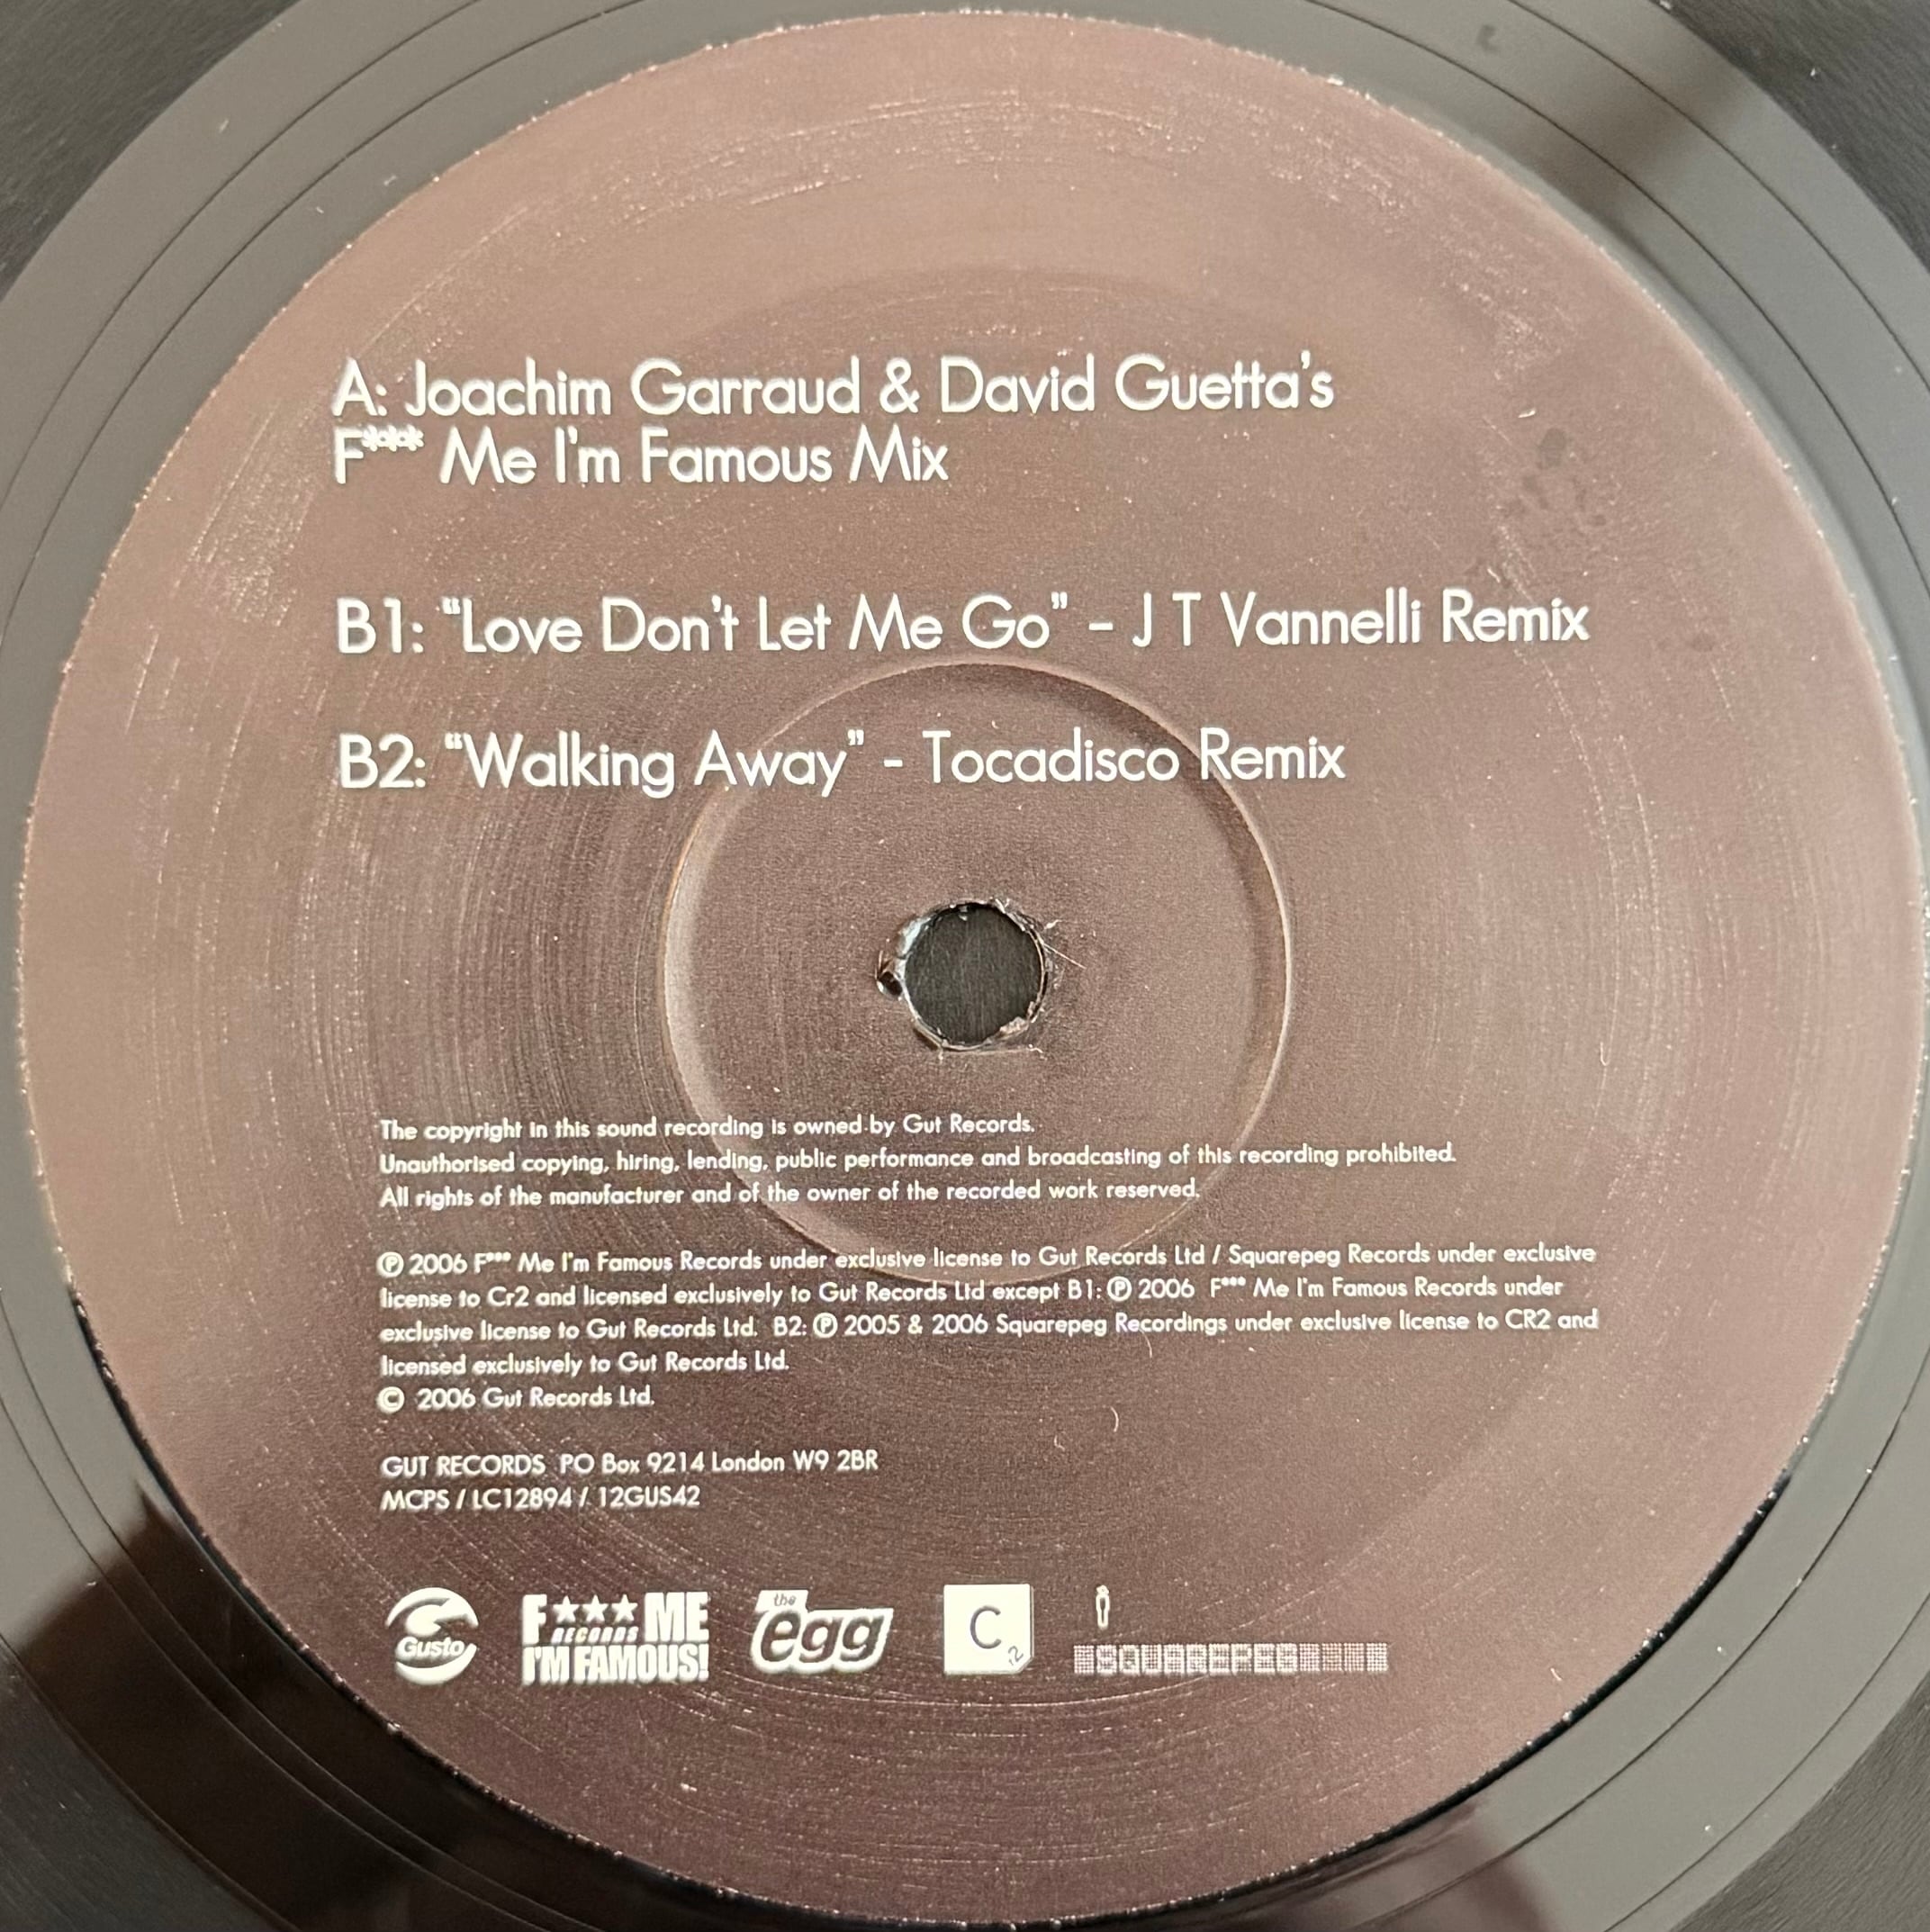 A: Joachim Garraud & David Guetta's
F*** Me I'm Famous Mix
B1: “Love Don't Let Me Go” – J T Vannelli Remix
B2: “Walking Away” - Tocadisco Remix
The copyright in this sound recording is owned by Gut Records.
Unauthorised copying, hiring, lending, public performance and broadcasting of this recording prohibited.
All rights of the manufacturer and of the owner of the recorded work reserved.
℗ 2006 F*** Me I'm Famous Records under exclusive license to Gut Records Ltd / Squarepeg Records under exclusive
license to Cr2 and licensed exclusively to Gut Records Ltd except B1: ℗ 2006 F*** Me I'm Famous Records under
exclusive license to Gut Records Ltd. B2: ℗ 2005 & 2006 Squarepeg Recordings under exclusive license to CR2 and
licensed exclusively to Gut Records Ltd.
© 2006 Gut Records Ltd.
GUT RECORDS PO Box 9214 London W9 2BR
MCPS / LC12894 / 12GUS42
Gusto
F★★★ ME
RECORDS
I'M FAMOUS!
the
egg
C2
SQUAREPEG